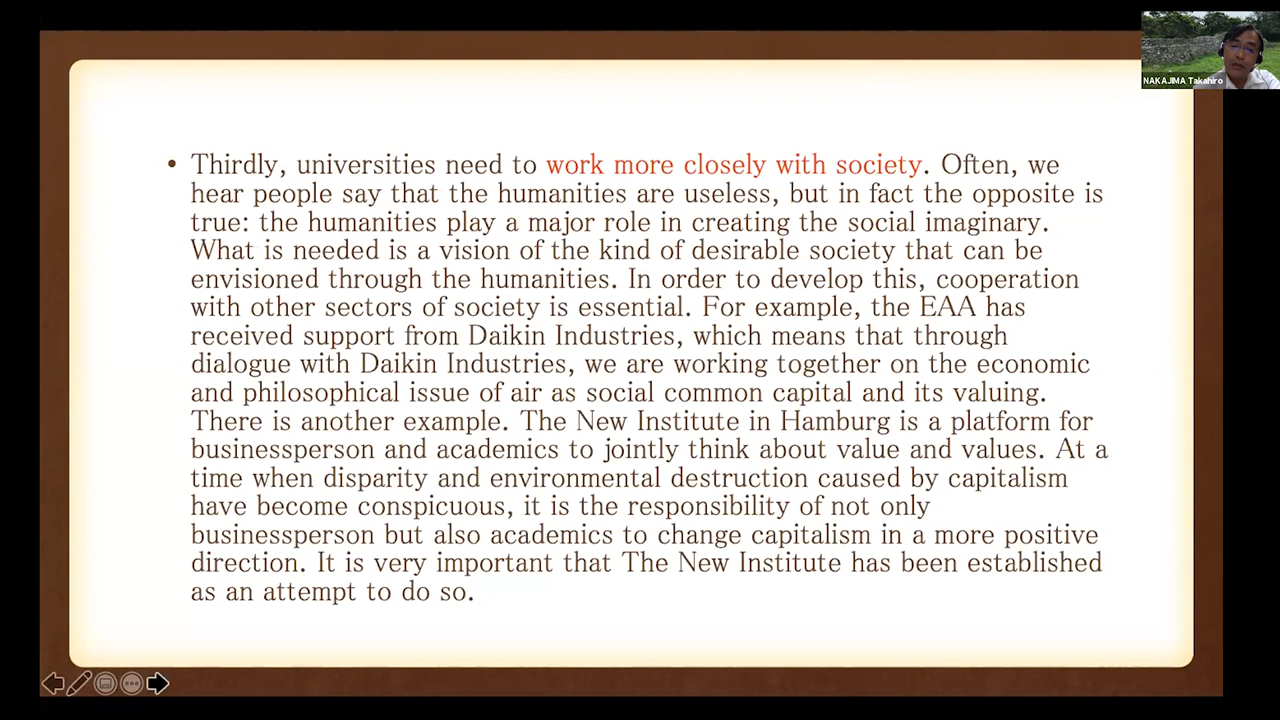 NAKAJIMA Takahiro
• Thirdly, universities need to work more closely with society. Often, we
hear people say that the humanities are useless, but in fact the opposite is
true: the humanities play a major role in creating the social imaginary.
What is needed is a vision of the kind of desirable society that can be
envisioned through the humanities. In order to develop this, cooperation
with other sectors of society is essential. For example, the EAA has
received support from Daikin Industries, which means that through
dialogue with Daikin Industries, we are working together on the economic
and philosophical issue of air as social common capital and its valuing.
There is another example. The New Institute in Hamburg is a platform for
businessperson and academics to jointly think about value and values. At a
time when disparity and environmental destruction caused by capitalism
have become conspicuous, it is the responsibility of not only
businessperson but also academics to change capitalism in a more positive
direction. It is very important that The New Institute has been established
as an attempt to do so.